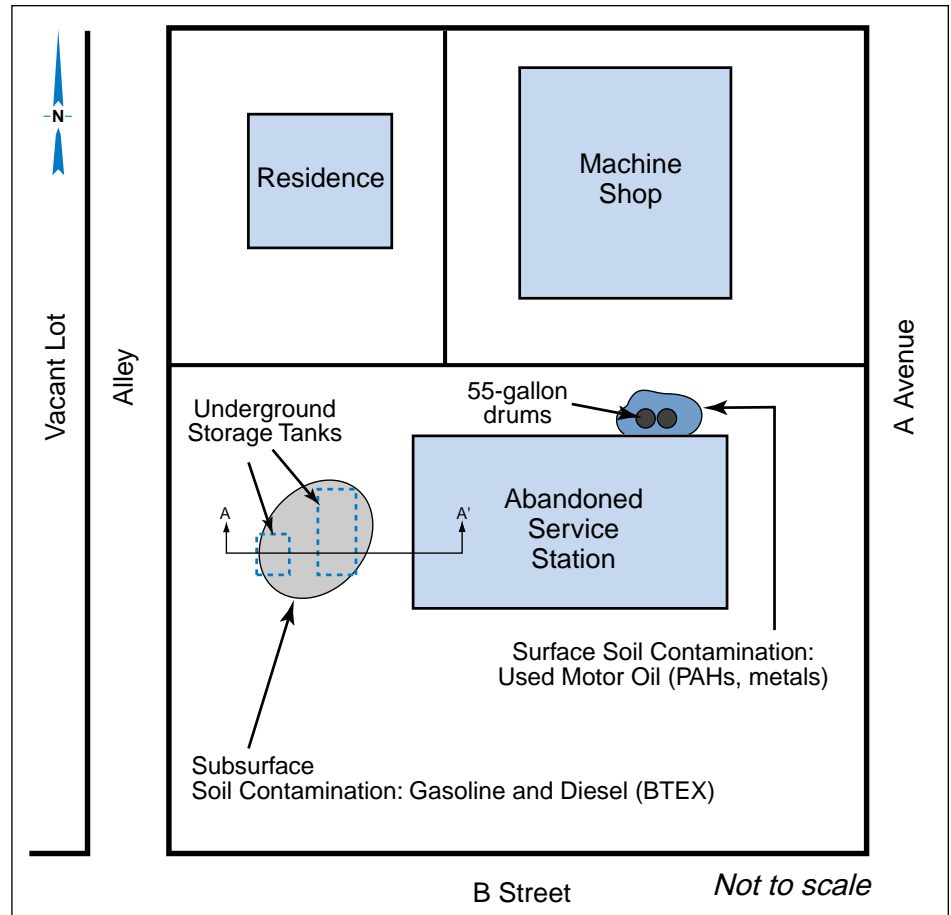 N
Residence
Machine
Shop
Vacant Lot
Alley
A Avenue
55-gallon
drums
Underground
Storage Tanks
A
A'
Abandoned
Service
Station
Surface Soil Contamination:
Used Motor Oil (PAHs, metals)
Subsurface
Soil Contamination: Gasoline and Diesel (BTEX)
B Street
Not to scale